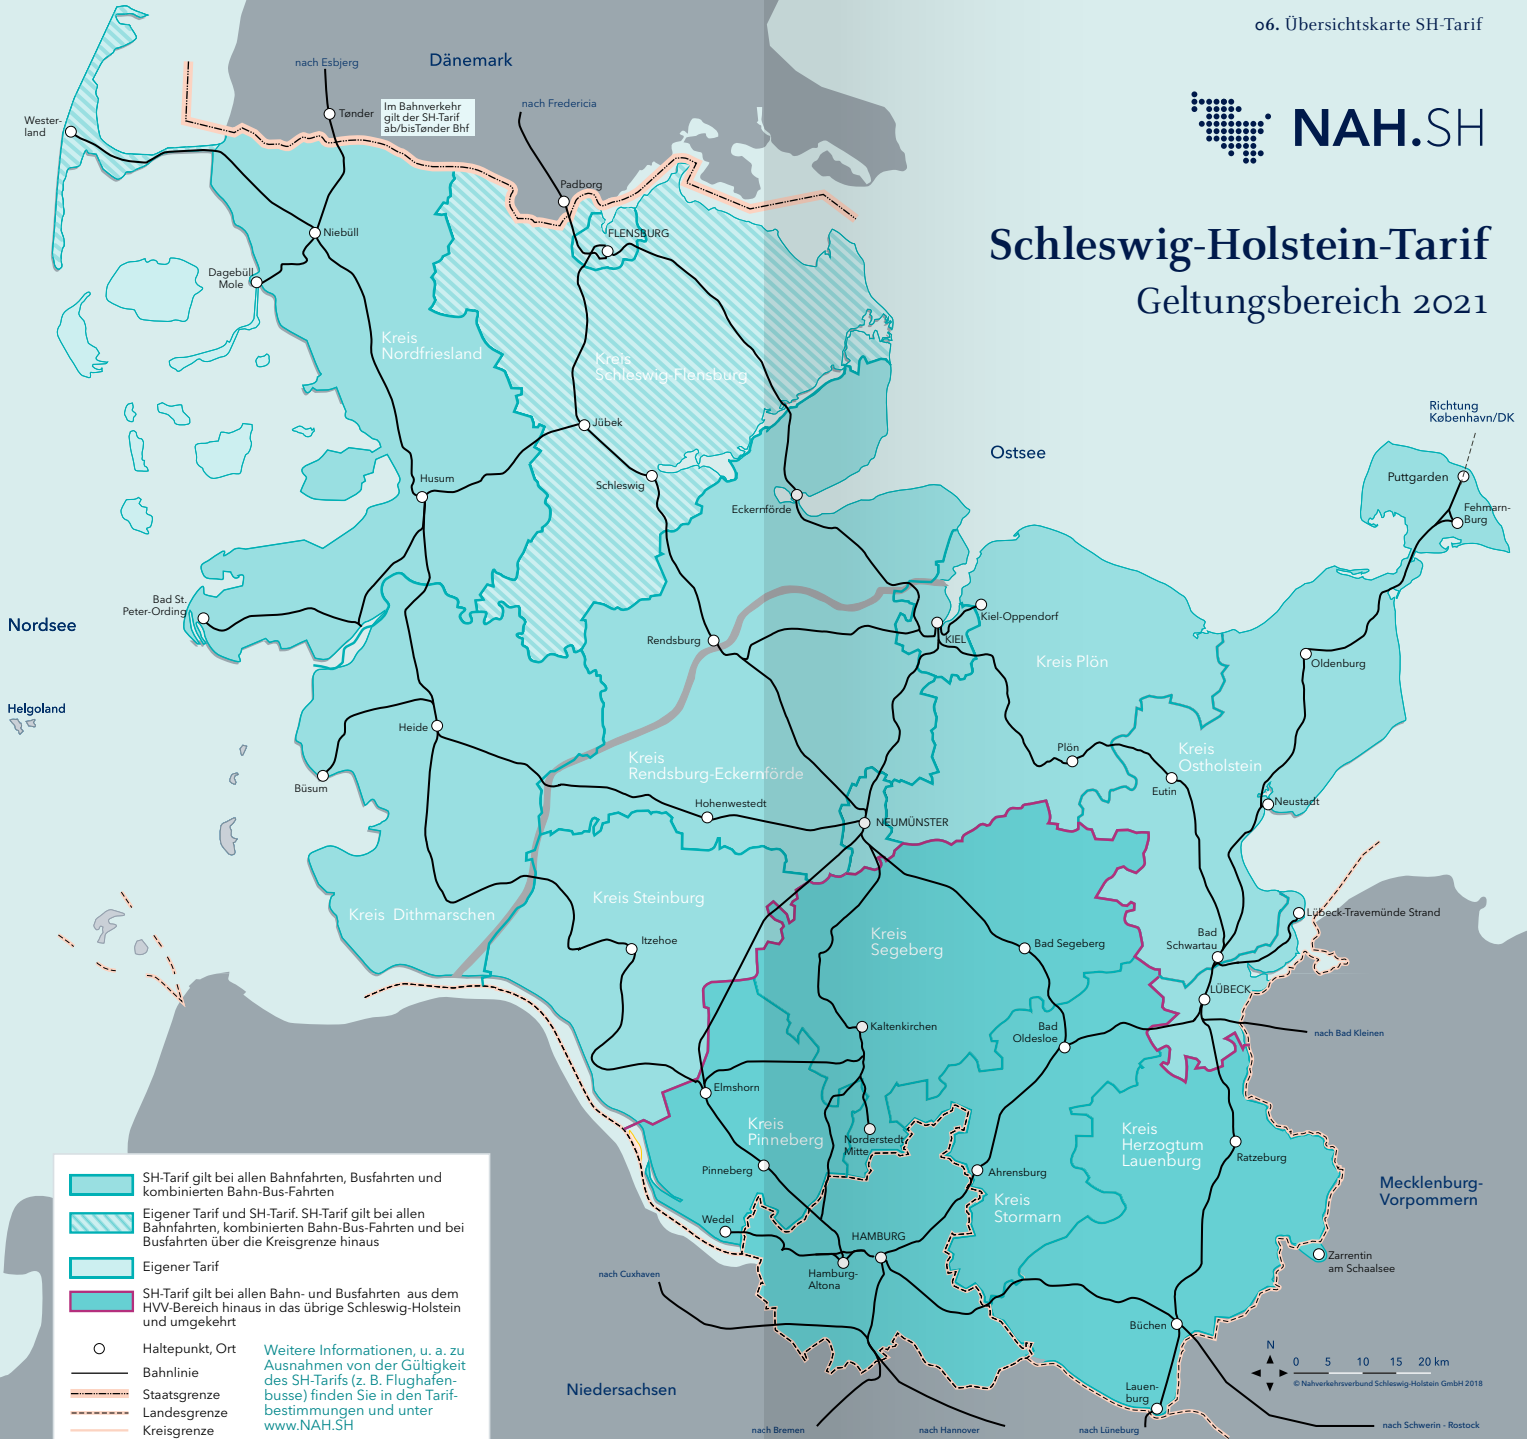 06. Übersichtskarte SH-Tarif
NAH.SH
Schleswig-Holstein-Tarif
Geltungsbereich 2021
Dänemark
nach Esbjerg
Tønder
Im Bahnverkehr
gilt der SH-Tarif
ab/bisTønder Bhf
nach Fredericia
Padborg
Wester-
land
FLENSBURG
Niebüll
Dagebüll
Mole
Kreis
Nordfriesland
Kreis
Schleswig-Flensburg
Jübek
Husum
Schleswig
Eckernförde
Ostsee
Richtung
København/DK
Puttgarden
Fehmarn-
Burg
Bad St.
Peter-Ording
Nordsee
Rendsburg
Kiel-Oppendorf
KIEL
Kreis Plön
Oldenburg
Helgoland
Heide
Büsum
Kreis
Rendsburg-Eckernförde
Plön
Kreis
Ostholstein
Eutin
Hohenwestedt
NEUMÜNSTER
Neustadt
Kreis Dithmarschen
Kreis Steinburg
Itzehoe
Kreis
Segeberg
Bad Segeberg
Lübeck-Travemünde Strand
Bad
Schwartau
LÜBECK
Kaltenkirchen
Bad
Oldesloe
nach Bad Kleinen
Elmshorn
Kreis
Pinneberg
Norderstedt
Mitte
Kreis
Herzogtum
Lauenburg
Ratzeburg
Pinneberg
Ahrensburg
Kreis
Stormarn
Mecklenburg-
Vorpommern
Wedel
HAMBURG
Hamburg-
Altona
Zarrentin
am Schaalsee
nach Cuxhaven
Büchen
Niedersachsen
Lauen-
burg
nach Bremen
nach Hannover
nach Lüneburg
nach Schwerin - Rostock
N
0 5 10 15 20 km
© Nahverkehrsverbund Schleswig-Holstein GmbH 2018
SH-Tarif gilt bei allen Bahnfahrten, Busfahrten und
kombinierten Bahn-Bus-Fahrten
Eigener Tarif und SH-Tarif. SH-Tarif gilt bei allen
Bahnfahrten, kombinierten Bahn-Bus-Fahrten und bei
Busfahrten über die Kreisgrenze hinaus
Eigener Tarif
SH-Tarif gilt bei allen Bahn- und Busfahrten aus dem
HVV-Bereich hinaus in das übrige Schleswig-Holstein
und umgekehrt
Haltepunkt, Ort
Bahnlinie
Staatsgrenze
Landesgrenze
Kreisgrenze
Weitere Informationen, u. a. zu
Ausnahmen von der Gültigkeit
des SH-Tarifs (z. B. Flughafen-
busse) finden Sie in den Tarif-
bestimmungen und unter
www.NAH.SH